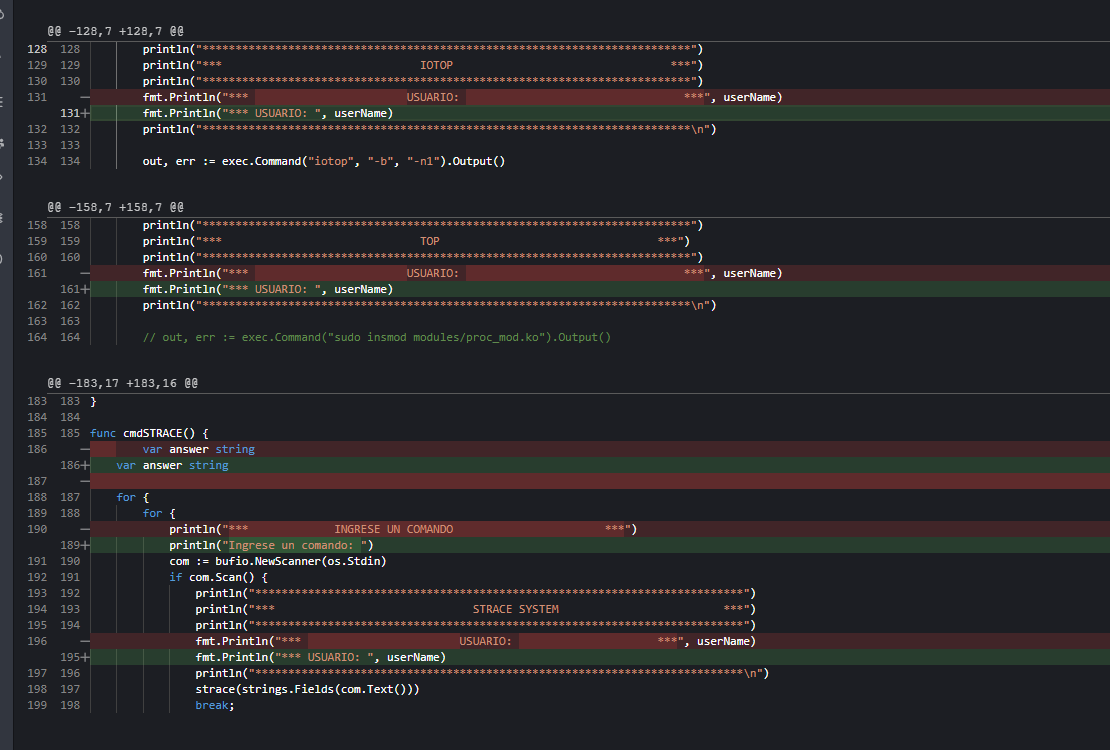 @@ -128,7 +128,7 @@
128 128 println("**************************************************************************")
129 129 println("***                              IOTOP                                 ***")
130 130 println("**************************************************************************")
131 — fmt.Println("***                        USUARIO:                                  ***", userName)
131+ fmt.Println("*** USUARIO: ", userName)
132 132 println("**************************************************************************\n")
133 133
134 134 out, err := exec.Command("iotop", "-b", "-n1").Output()
@@ -158,7 +158,7 @@
158 158 println("**************************************************************************")
159 159 println("***                              TOP                                 ***")
160 160 println("**************************************************************************")
161 — fmt.Println("***                        USUARIO:                                  ***", userName)
161+ fmt.Println("*** USUARIO: ", userName)
162 162 println("**************************************************************************\n")
163 163
164 164 // out, err := exec.Command("sudo insmod modules/proc_mod.ko").Output()
@@ -183,17 +183,16 @@
183 183 }
184 184
185 185 func cmdSTRACE() {
186 — var answer string
186+ var answer string
187 —
188 187 for {
189 188 for {
190 — println("***             INGRESE UN COMANDO                       ***")
189+ println("Ingrese un comando: ")
191 190 com := bufio.NewScanner(os.Stdin)
192 191 if com.Scan() {
193 192 println("**************************************************************************")
194 193 println("***                              STRACE SYSTEM                         ***")
195 194 println("**************************************************************************")
196 — fmt.Println("***                        USUARIO:                      ***", userName)
195+ fmt.Println("*** USUARIO: ", userName)
197 196 println("**************************************************************************\n")
198 197 strace(strings.Fields(com.Text()))
199 198 break;